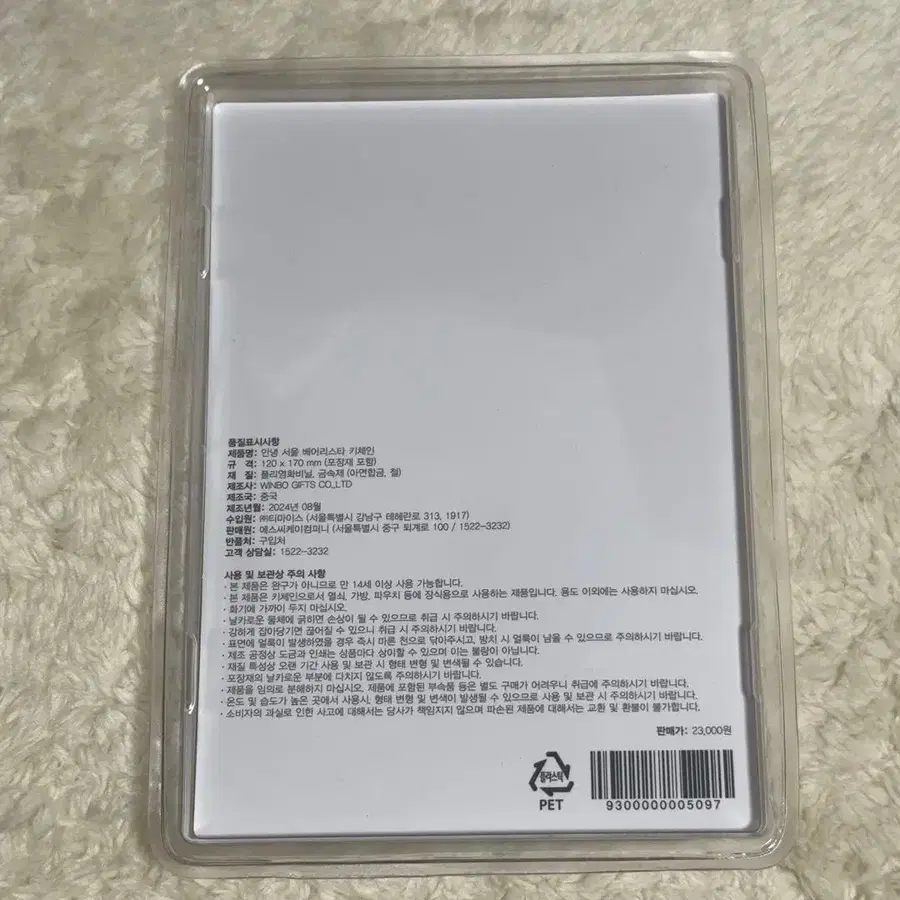 품질표시사항
제품명: 안녕 서울 베어리스타 키체인
규 격: 120 x 170 mm (포장재 포함)
재 질: 폴리염화비닐, 금속제 (아연합금, 철)
제조사: WINBO GIFTS CO.,LTD
제조국: 중국
제조년월: 2024년 08월
수입원: ㈜티마이스 (서울특별시 강남구 테헤란로 313, 1917)
판매원: 에스씨케이컴퍼니 (서울특별시 중구 퇴계로 100 / 1522-3232)
반품처: 구입처
고객 상담실: 1522-3232
사용 및 보관상 주의 사항
· 본 제품은 완구가 아니므로 만 14세 이상 사용 가능합니다.
· 본 제품은 키체인으로서 열쇠, 가방, 파우치 등에 장식용으로 사용하는 제품입니다. 용도 이외에는 사용하지 마십시오.
· 화기에 가까이 두지 마십시오.
· 날카로운 물체에 긁히면 손상이 될 수 있으므로 취급 시 주의하시기 바랍니다.
· 강하게 잡아당기면 끊어질 수 있으니 취급 시 주의하시기 바랍니다.
· 표면에 얼룩이 발생하였을 경우 즉시 마른 천으로 닦아주시고, 방치 시 얼룩이 남을 수 있으므로 주의하시기 바랍니다.
· 제조 공정상 도금과 인쇄는 상품마다 상이할 수 있으며 이는 불량이 아닙니다.
· 재질 특성상 오랜 기간 사용 및 보관 시 형태 변형 및 변색될 수 있습니다.
· 포장재의 날카로운 부분에 다치지 않도록 주의하시기 바랍니다.
· 제품을 임의로 분해하지 마십시오. 제품에 포함된 부속품 등은 별도 구매가 어려우니 취급에 주의하시기 바랍니다.
· 온도 및 습도가 높은 곳에서 사용시, 형태 변형 및 변색이 발생될 수 있으므로 사용 및 보관 시 주의하시기 바랍니다.
· 소비자의 과실로 인한 사고에 대해서는 당사가 책임지지 않으며 파손된 제품에 대해서는 교환 및 환불이 불가합니다.
판매가: 23,000원
플라스틱
PET
9300000005097